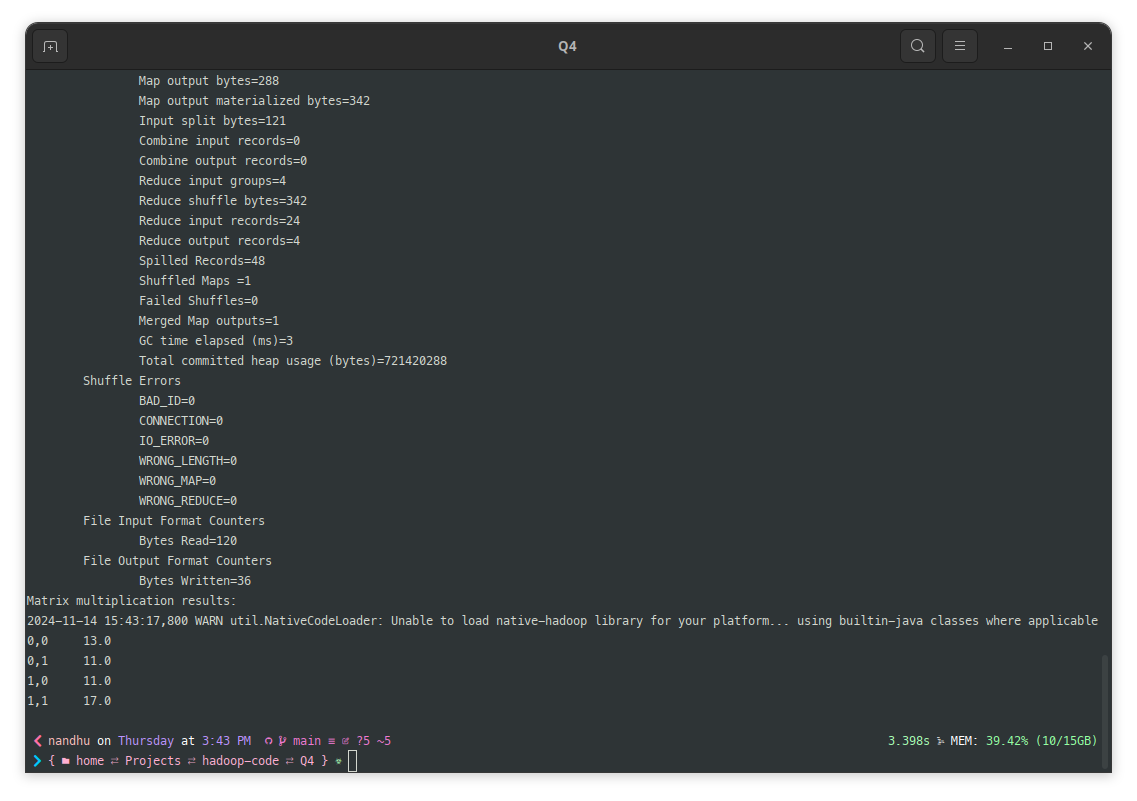 Q4
Map output bytes=288
Map output materialized bytes=342
Input split bytes=121
Combine input records=0
Combine output records=0
Reduce input groups=4
Reduce shuffle bytes=342
Reduce input records=24
Reduce output records=4
Spilled Records=48
Shuffled Maps =1
Failed Shuffles=0
Merged Map outputs=1
GC time elapsed (ms)=3
Total committed heap usage (bytes)=721420288
Shuffle Errors
BAD_ID=0
CONNECTION=0
IO_ERROR=0
WRONG_LENGTH=0
WRONG_MAP=0
WRONG_REDUCE=0
File Input Format Counters
Bytes Read=120
File Output Format Counters
Bytes Written=36
Matrix multiplication results:
2024-11-14 15:43:17,800 WARN util.NativeCodeLoader: Unable to load native-hadoop library for your platform... using builtin-java classes where applicable
0,0 13.0
0,1 11.0
1,0 11.0
1,1 17.0
nandhu on Thursday at 3:43 PM main ≡ ?5 ~5 3.398s MEM: 39.42% (10/15GB)
{ home ⇄ Projects ⇄ hadoop-code ⇄ Q4 }